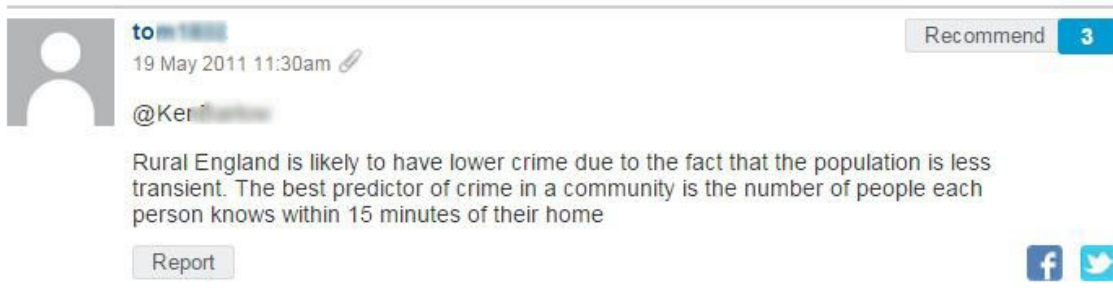 Recommend 3
19 May 2011 11:30am
Rural England is likely to have lower crime due to the fact that the population is less
transient. The best predictor of crime in a community is the number of people each
person knows within 15 minutes of their home
Report